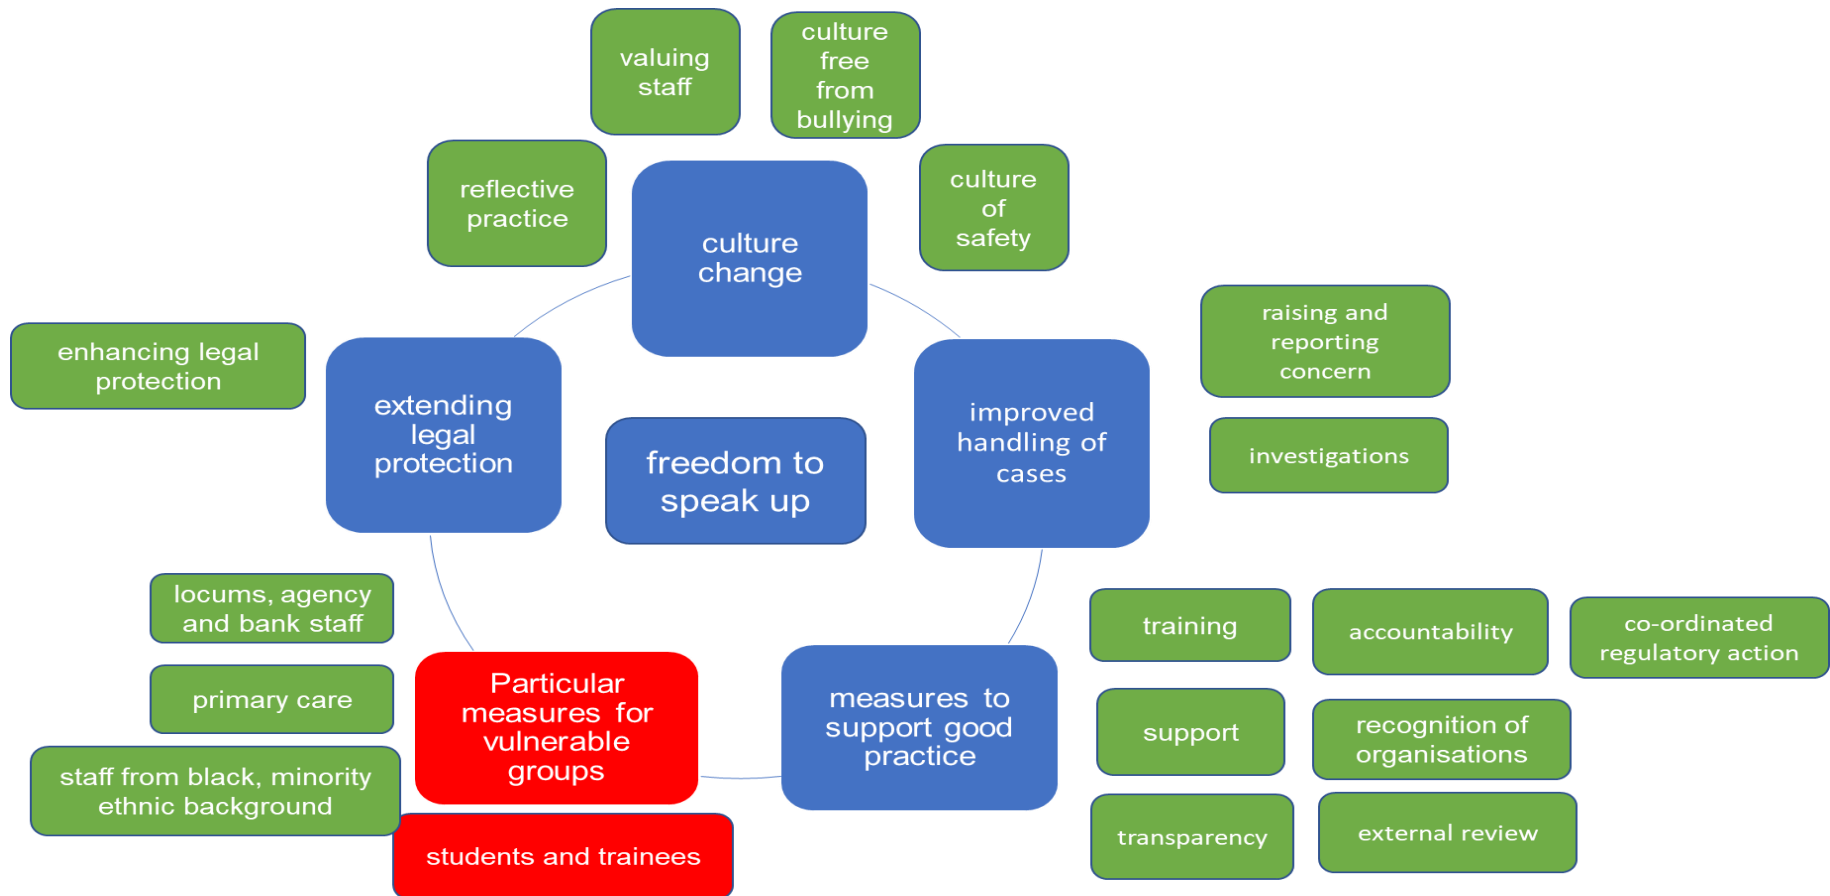 valuing
staff
culture
free
from
bullying
reflective
practice
culture
change
culture
of
safety
enhancing legal
protection
extending
legal
protection
freedom to
speak up
improved
handling of
cases
raising and
reporting
concern
investigations
locums, agency
and bank staff
primary care
staff from black, minority
ethnic background
Particular
measures for
vulnerable
groups
students and trainees
measures to
support good
practice
training
accountability
co-ordinated
regulatory action
support
recognition of
organisations
transparency
external review